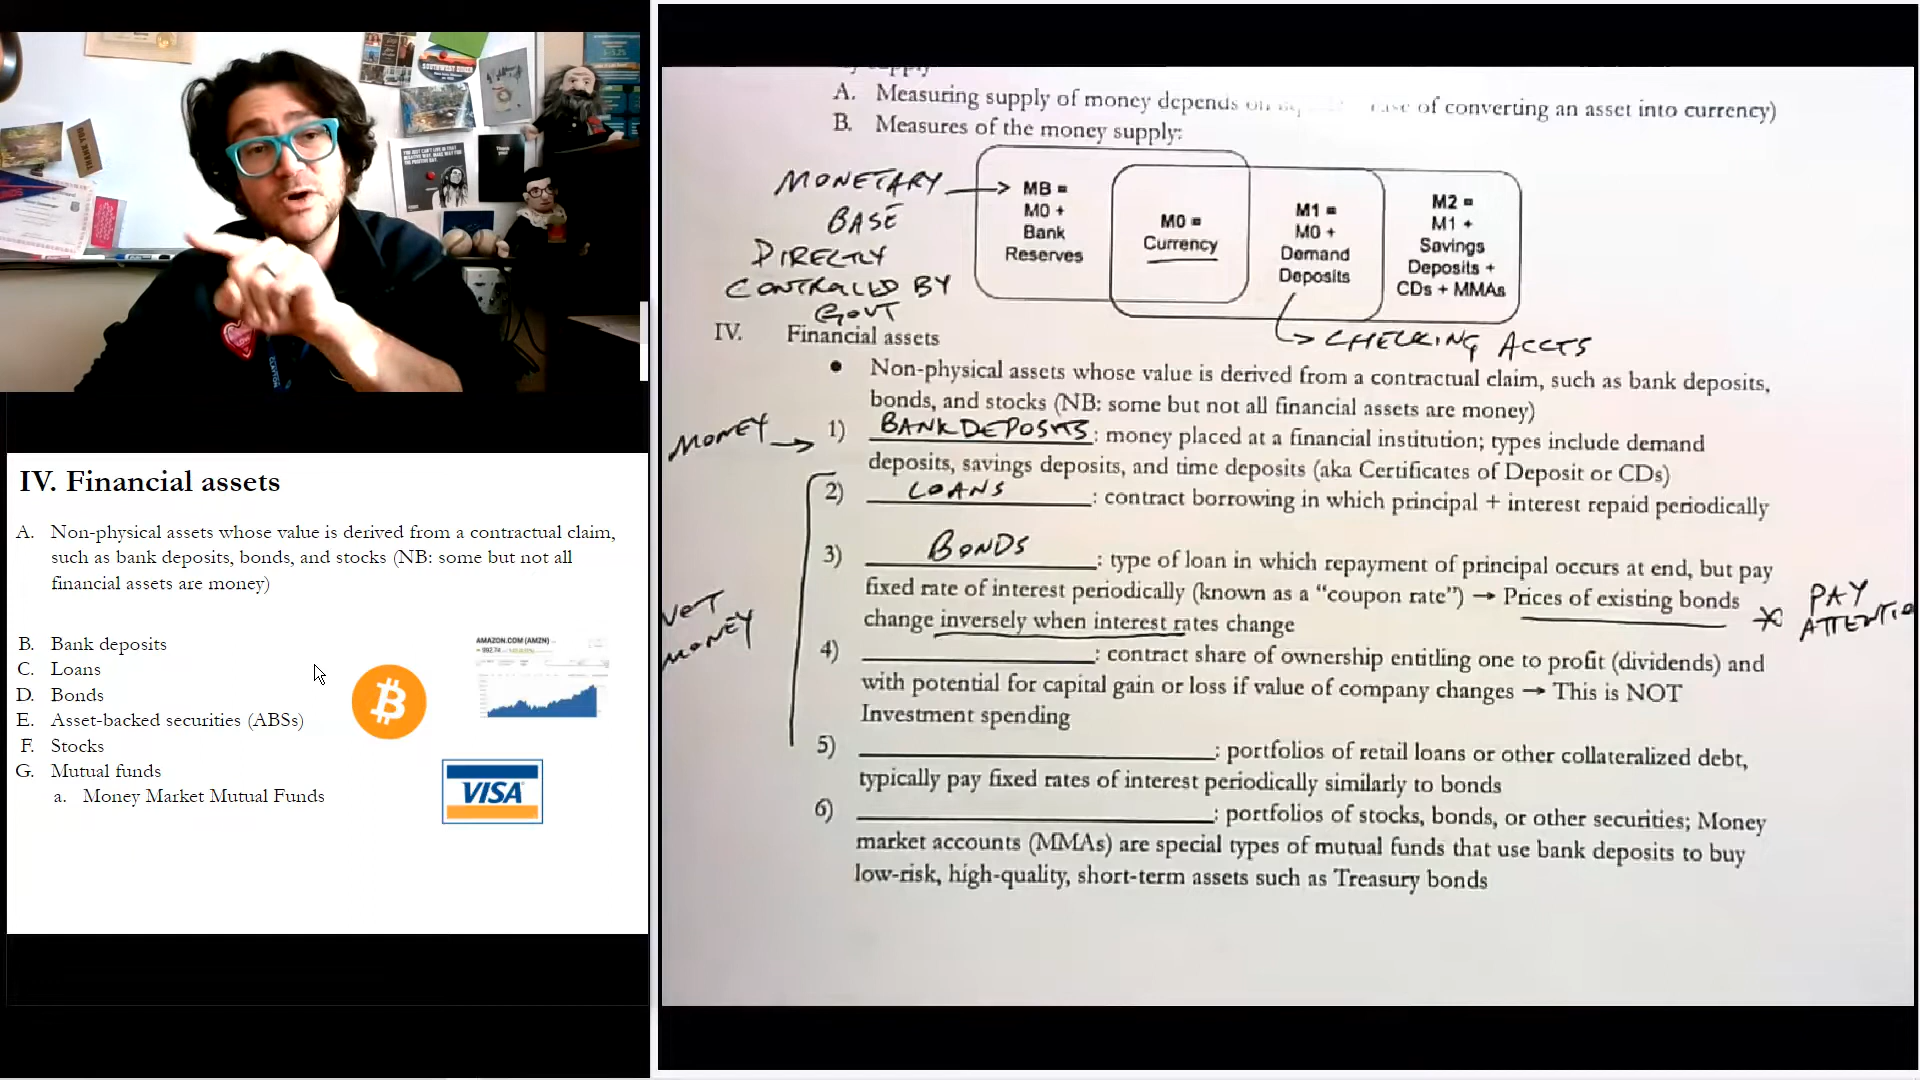 SOUTHWEST DINER
THANK YOU
IV. Financial assets
A. Non-physical assets whose value is derived from a contractual claim,
such as bank deposits, bonds, and stocks (NB: some but not all
financial assets are money)
B. Bank deposits
C. Loans
D. Bonds
E. Asset-backed securities (ABSs)
F. Stocks
G. Mutual funds
a. Money Market Mutual Funds
AMAZON.COM (AMZN)
992.74
VISA
A. Measuring supply of money depends on ease of converting an asset into currency)
B. Measures of the money supply:
MONETARY
BASE
DIRECTLY
CONTROLLED BY
GOVT
MB =
M0 +
Bank
Reserves
M0 =
Currency
M1 =
M0 +
Demand
Deposits
M2 =
M1 +
Savings
Deposits +
CDs + MMAs
CHECKING ACCTS
IV. Financial assets
• Non-physical assets whose value is derived from a contractual claim, such as bank deposits,
bonds, and stocks (NB: some but not all financial assets are money)
MONEY
1) BANK DEPOSITS: money placed at a financial institution; types include demand
deposits, savings deposits, and time deposits (aka Certificates of Deposit or CDs)
2) LOANS: contract borrowing in which principal + interest repaid periodically
3) BONDS: type of loan in which repayment of principal occurs at end, but pay
fixed rate of interest periodically (known as a “coupon rate”) → Prices of existing bonds
change inversely when interest rates change
PAY
ATTENTIO
NOT
MONEY
4) : contract share of ownership entitling one to profit (dividends) and
with potential for capital gain or loss if value of company changes → This is NOT
Investment spending
5) : portfolios of retail loans or other collateralized debt,
typically pay fixed rates of interest periodically similarly to bonds
6) : portfolios of stocks, bonds, or other securities; Money
market accounts (MMAs) are special types of mutual funds that use bank deposits to buy
low-risk, high-quality, short-term assets such as Treasury bonds